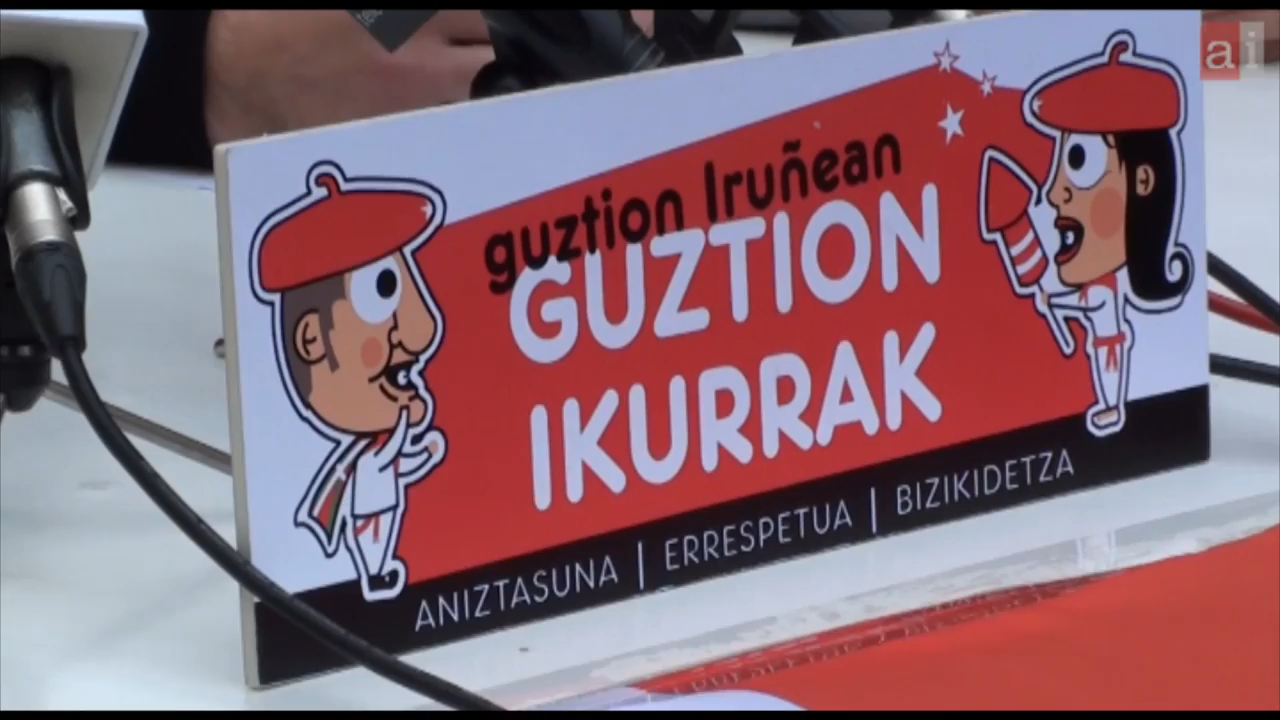 ai
guztion Iruñean
GUZTION
IKURRAK
ANIZTASUNA | ERRESPETUA | BIZIKIDETZA